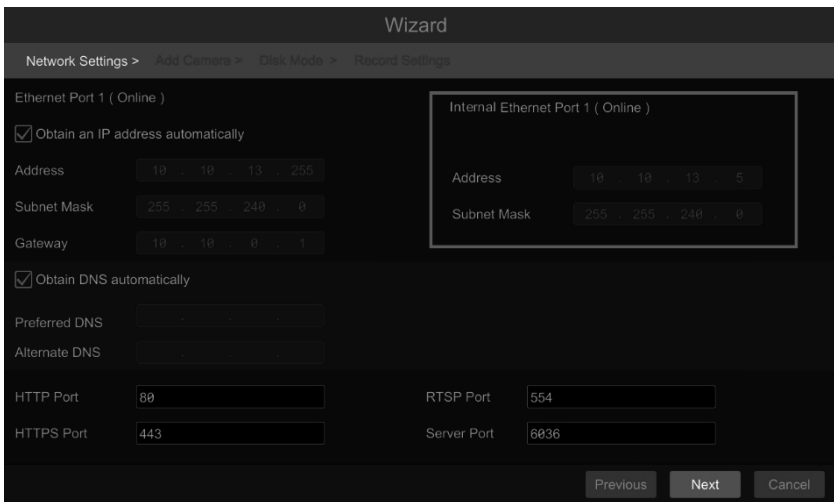 Wizard
Network Settings > Add Camera > Disk Mode > Record Settings
Ethernet Port 1 ( Online )
Obtain an IP address automatically
Address 10 . 10 . 13 . 255
Subnet Mask 255 . 255 . 240 . 0
Gateway 10 . 10 . 0 . 1
Internal Ethernet Port 1 ( Online )
Address 10 . 10 . 13 . 5
Subnet Mask 255 . 255 . 240 . 0
Obtain DNS automatically
Preferred DNS . . .
Alternate DNS . . .
HTTP Port 80 RTSP Port 554
HTTPS Port 443 Server Port 6036
Previous Next Cancel